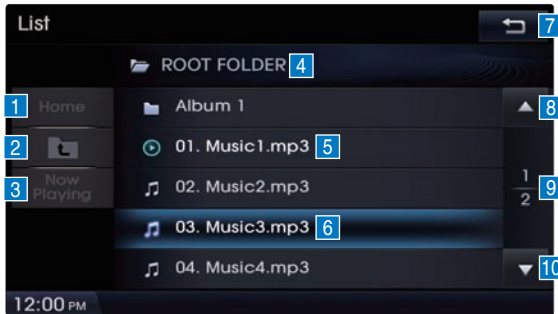 List
7
ROOT FOLDER 4
1 Home
Album 1
8
2
01. Music1.mp3 5
3 Now Playing
02. Music2.mp3
1
2
9
03. Music3.mp3 6
04. Music4.mp3
10
12:00 PM